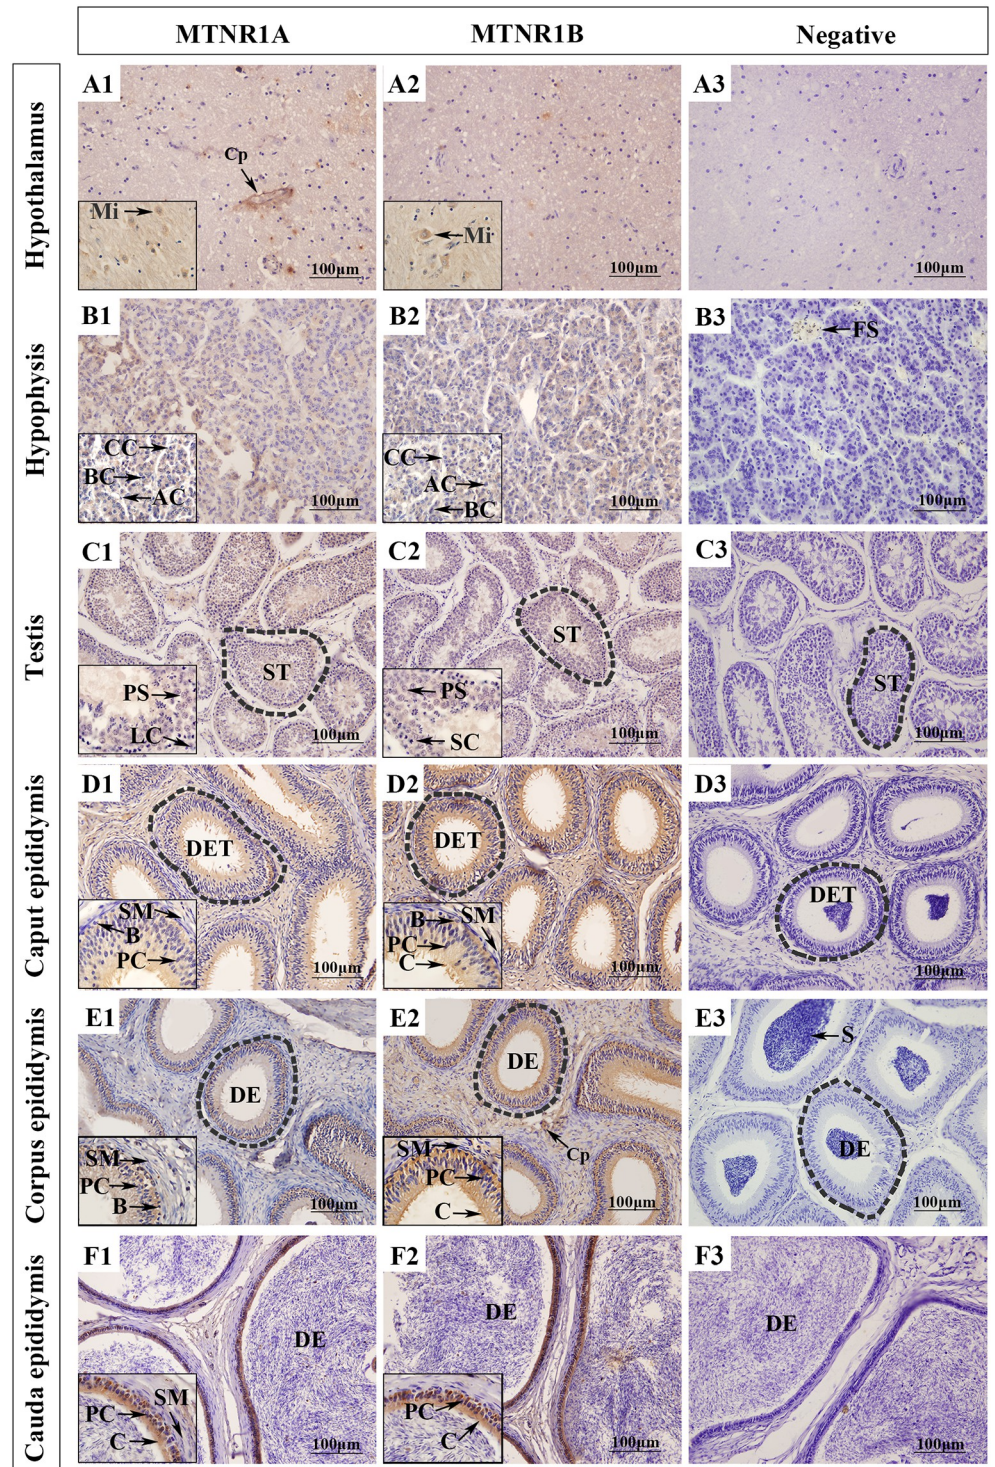 MTNR1A MTNR1B Negative
Hypothalamus
A1 A2 A3
Cp
Mi Mi
100μm 100μm 100μm
Hypophysis
B1 B2 B3
FS
CC CC
BC AC
AC BC
100μm 100μm 100μm
Testis
C1 C2 C3
ST ST ST
PS PS
LC SC
100μm 100μm 100μm
Caput epididymis
D1 D2 D3
DET DET DET
SM SM
B B
PC PC
C
100μm 100μm 100μm
Corpus epididymis
E1 E2 E3
S
DE DE DE
Cp
SM SM
PC PC
B C
100μm 100μm 100μm
Cauda epididymis
F1 F2 F3
DE DE DE
SM
PC PC
C C
100μm 100μm 100μm